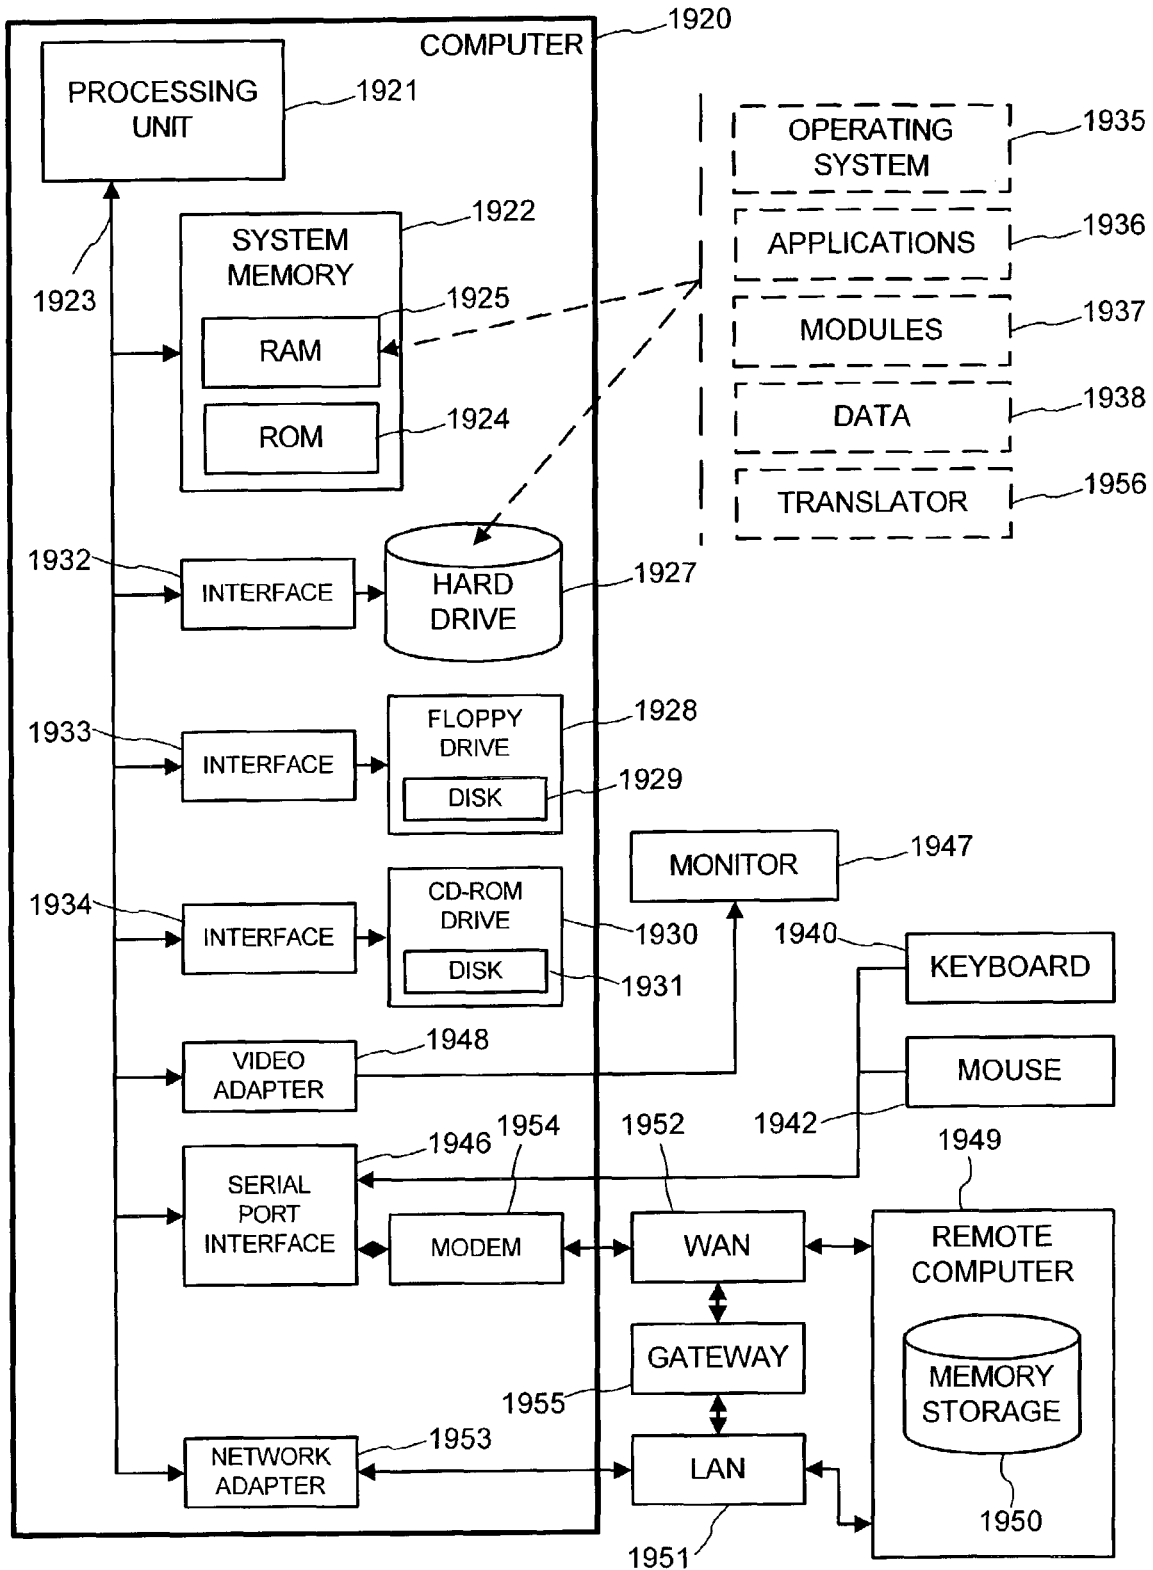 1920
COMPUTER
PROCESSING
UNIT
1921
1923
1922
SYSTEM
MEMORY
1925
RAM
1924
ROM
OPERATING
SYSTEM
1935
APPLICATIONS
1936
MODULES
1937
DATA
1938
TRANSLATOR
1956
1932
INTERFACE
HARD
DRIVE
1927
1933
INTERFACE
FLOPPY
DRIVE
1928
DISK
1929
1934
INTERFACE
CD-ROM
DRIVE
1930
DISK
1931
MONITOR
1947
1940
KEYBOARD
MOUSE
1942
VIDEO
ADAPTER
1948
1946
SERIAL
PORT
INTERFACE
1954
MODEM
1952
WAN
1949
REMOTE
COMPUTER
GATEWAY
1955
MEMORY
STORAGE
1950
1953
NETWORK
ADAPTER
LAN
1951